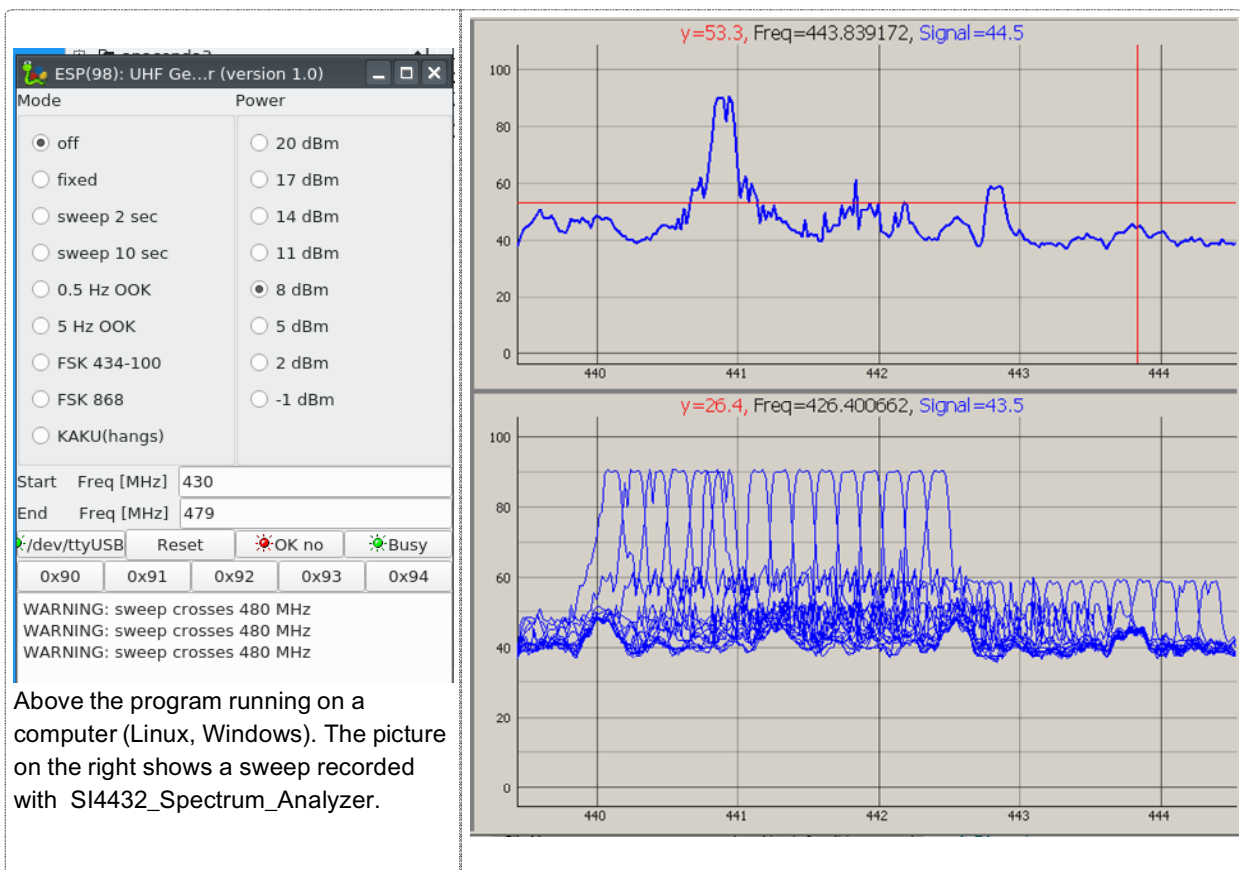 ESP(98): UHF Ge...r (version 1.0)
Mode
Power
off
20 dBm
fixed
17 dBm
sweep 2 sec
14 dBm
sweep 10 sec
11 dBm
0.5 Hz OOK
8 dBm
5 Hz OOK
5 dBm
FSK 434-100
2 dBm
FSK 868
-1 dBm
KAKU(hangs)
Start Freq [MHz] 430
End Freq [MHz] 479
/dev/ttyUSB Reset OK no Busy
0x90 0x91 0x92 0x93 0x94
WARNING: sweep crosses 480 MHz
WARNING: sweep crosses 480 MHz
WARNING: sweep crosses 480 MHz
Above the program running on a
computer (Linux, Windows). The picture
on the right shows a sweep recorded
with SI4432_Spectrum_Analyzer.
y=53.3, Freq=443.839172, Signal=44.5
100
80
60
40
20
0
440 441 442 443 444
y=26.4, Freq=426.400662, Signal=43.5
100
80
60
40
20
0
440 441 442 443 444